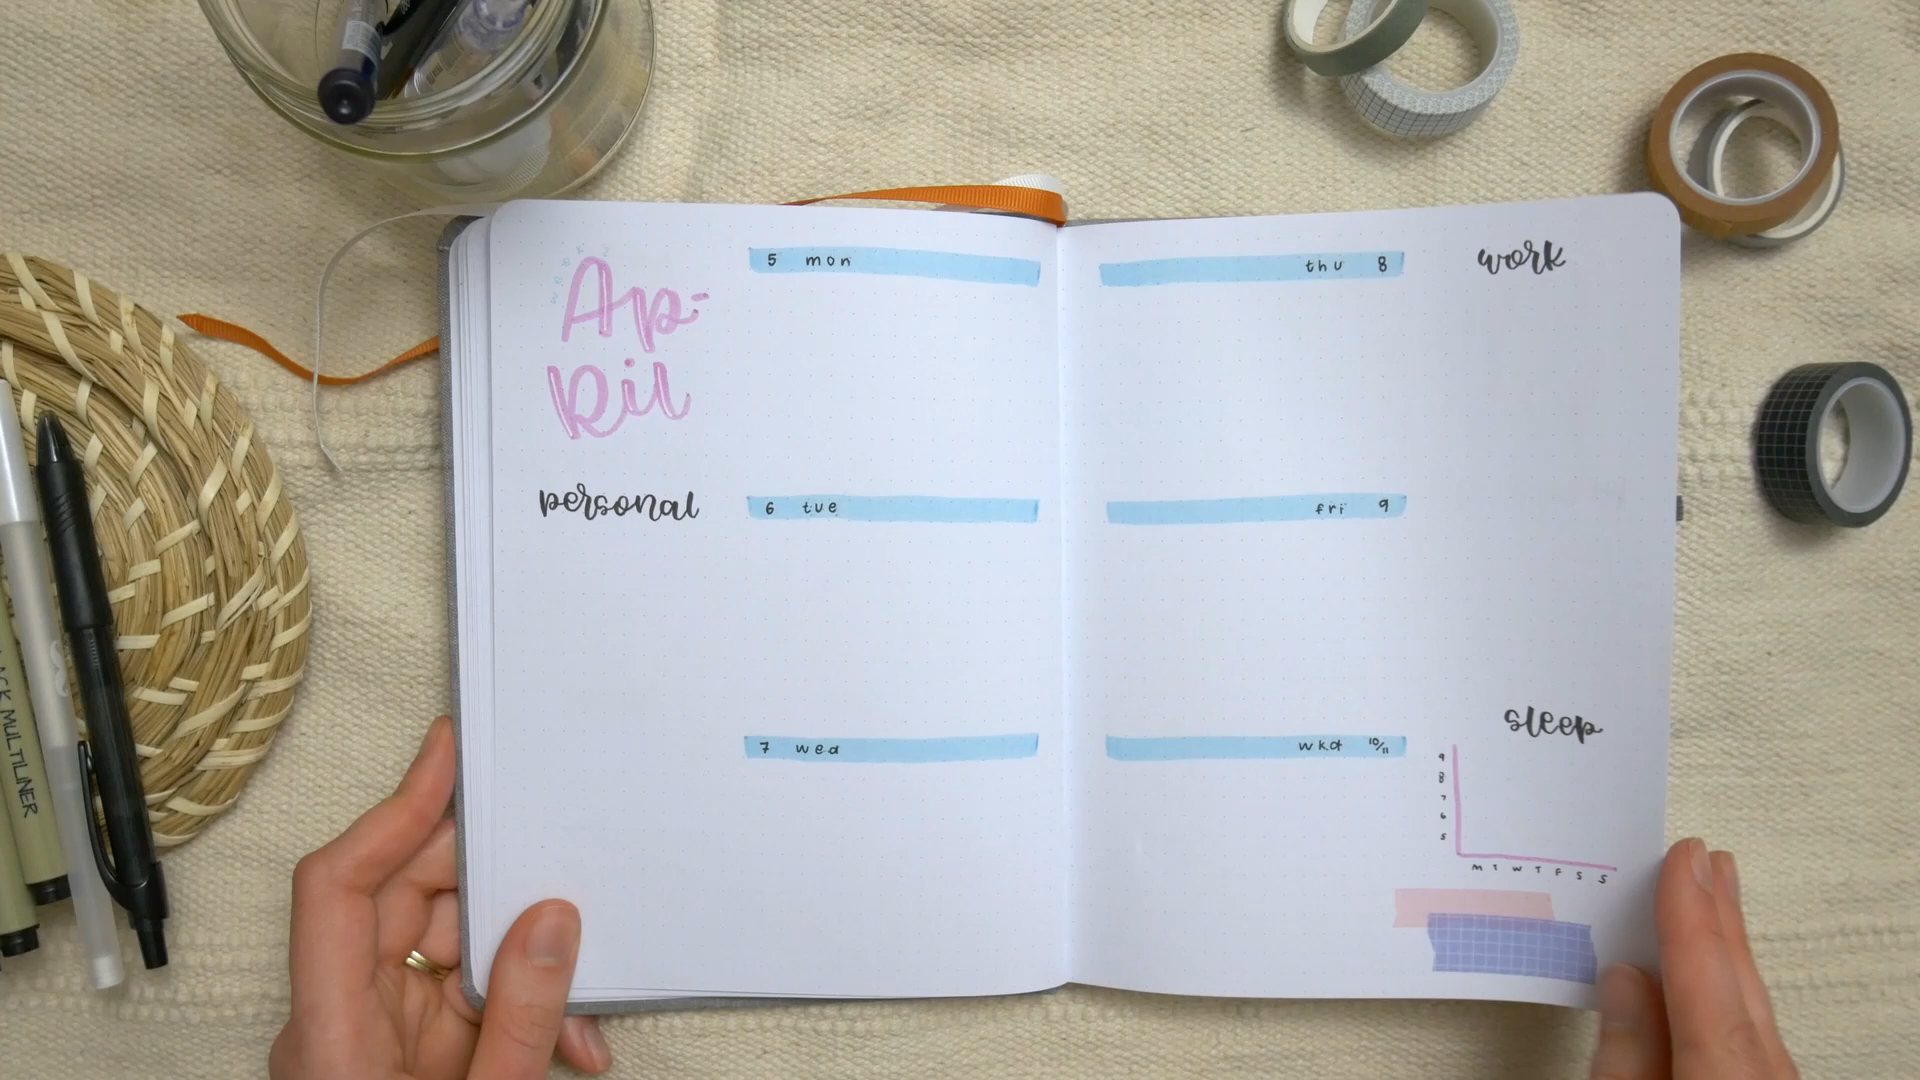 Ap-
Ril
personal
5 mon
6 tue
7 wed
thu 8
fri 9
wkd 10/11
work
sleep
9
8
7
6
5
M T W T F S S
MULTILINER